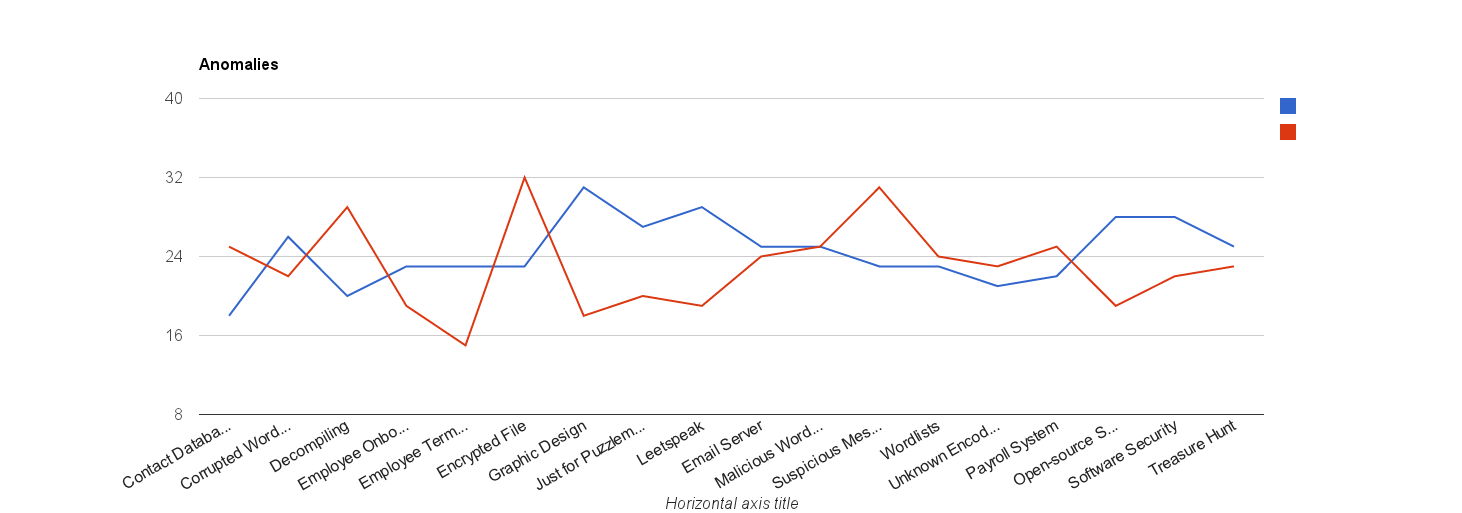 Anomalies
40
32
24
16
8
Contact Databa...
Corrupted Word...
Decompiling
Employee Onbo...
Employee Term...
Encrypted File
Graphic Design
Just for Puzzlem...
Leetspeak
Email Server
Malicious Word...
Suspicious Mes...
Wordlists
Unknown Encod...
Payroll System
Open-source S...
Software Security
Treasure Hunt
Horizontal axis title